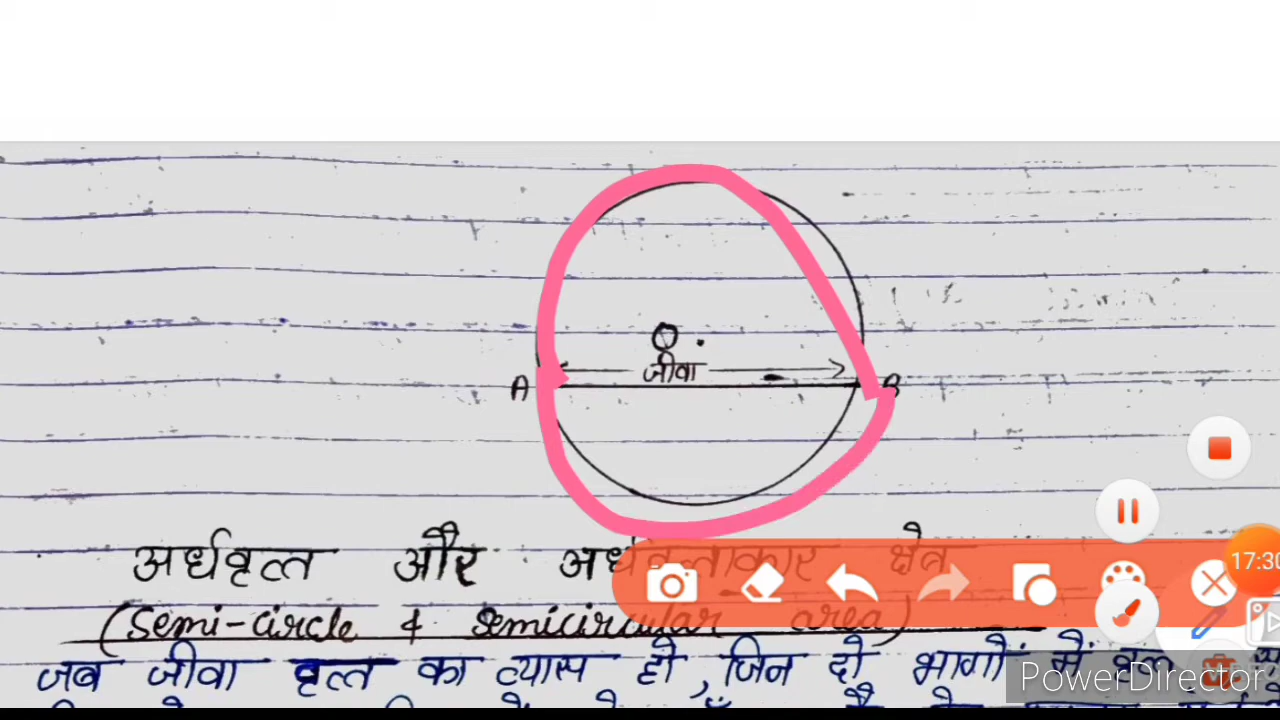 O
जीवा
A B
अर्धवृत्त और अर्धवृत्ताकार क्षेत्र
(Semi-circle & Semicircular area)
17:30
जब जीवा वृत्त का व्यास हो, जिन दो भागों में वृत्त
PowerDirector